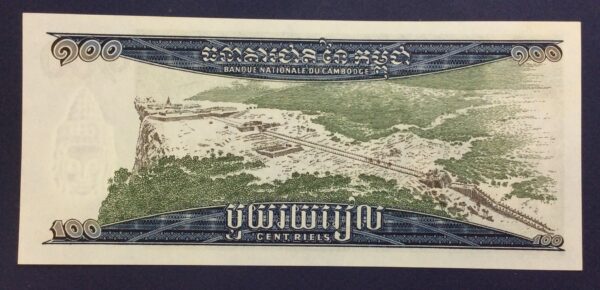 ១០០ ធនាគារជាតិនៃកម្ពុជា ១០០
BANQUE NATIONALE DU CAMBODGE
100 មួយរយរៀល 100
CENT RIELS